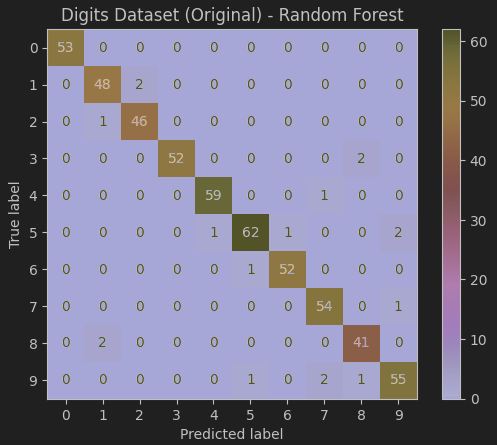 Digits Dataset (Original) - Random Forest
0 53 0 0 0 0 0 0 0 0 0
1 0 48 2 0 0 0 0 0 0 0
2 0 1 46 0 0 0 0 0 0 0
3 0 0 0 52 0 0 0 0 2 0
4 0 0 0 0 59 0 0 1 0 0
5 0 0 0 0 1 62 1 0 0 2
6 0 0 0 0 0 1 52 0 0 0
7 0 0 0 0 0 0 0 54 0 1
8 0 2 0 0 0 0 0 0 41 0
9 0 0 0 0 0 1 0 2 1 55
0 1 2 3 4 5 6 7 8 9
Predicted label
True label
60
50
40
30
20
10
0